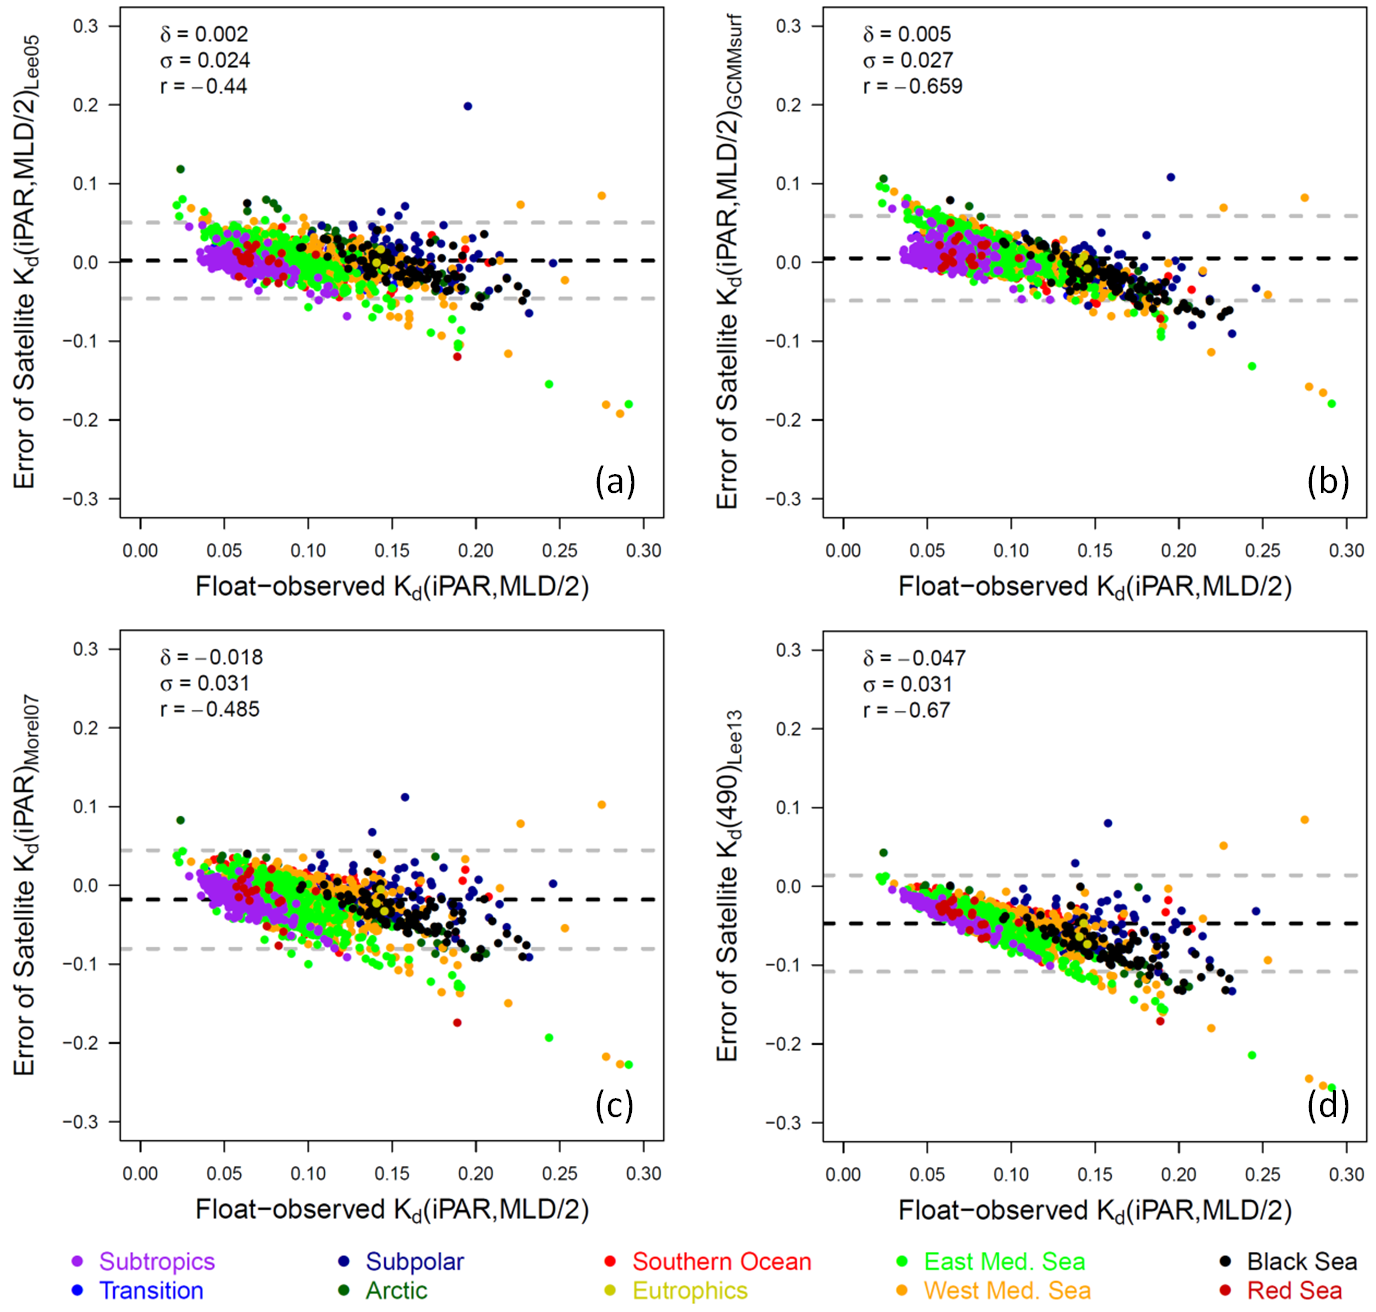 δ = 0.002
σ = 0.024
r = −0.44
0.3
0.2
0.1
0.0
−0.1
−0.2
−0.3
Error of Satellite Kd(iPAR,MLD/2)Lee05
(a)
0.00 0.05 0.10 0.15 0.20 0.25 0.30
Float−observed Kd(iPAR,MLD/2)
δ = 0.005
σ = 0.027
r = −0.659
0.3
0.2
0.1
0.0
−0.1
−0.2
−0.3
Error of Satellite Kd(iPAR,MLD/2)GCMMsurf
(b)
0.00 0.05 0.10 0.15 0.20 0.25 0.30
Float−observed Kd(iPAR,MLD/2)
δ = −0.018
σ = 0.031
r = −0.485
0.3
0.2
0.1
0.0
−0.1
−0.2
−0.3
Error of Satellite Kd(iPAR)Morel07
(c)
0.00 0.05 0.10 0.15 0.20 0.25 0.30
Float−observed Kd(iPAR,MLD/2)
δ = −0.047
σ = 0.031
r = −0.67
0.3
0.2
0.1
0.0
−0.1
−0.2
−0.3
Error of Satellite Kd(490)Lee13
(d)
0.00 0.05 0.10 0.15 0.20 0.25 0.30
Float−observed Kd(iPAR,MLD/2)
Subtropics Subpolar Southern Ocean East Med. Sea Black Sea
Transition Arctic Eutrophics West Med. Sea Red Sea